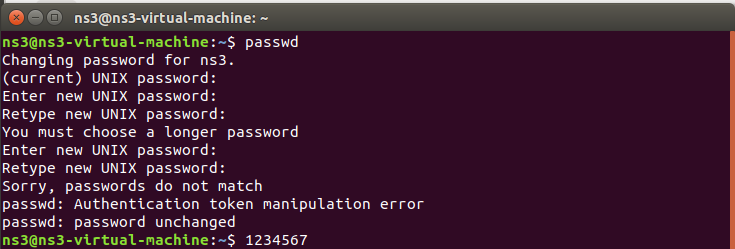 ns3@ns3-virtual-machine: ~
ns3@ns3-virtual-machine:~$ passwd
Changing password for ns3.
(current) UNIX password:
Enter new UNIX password:
Retype new UNIX password:
You must choose a longer password
Enter new UNIX password:
Retype new UNIX password:
Sorry, passwords do not match
passwd: Authentication token manipulation error
passwd: password unchanged
ns3@ns3-virtual-machine:~$ 1234567